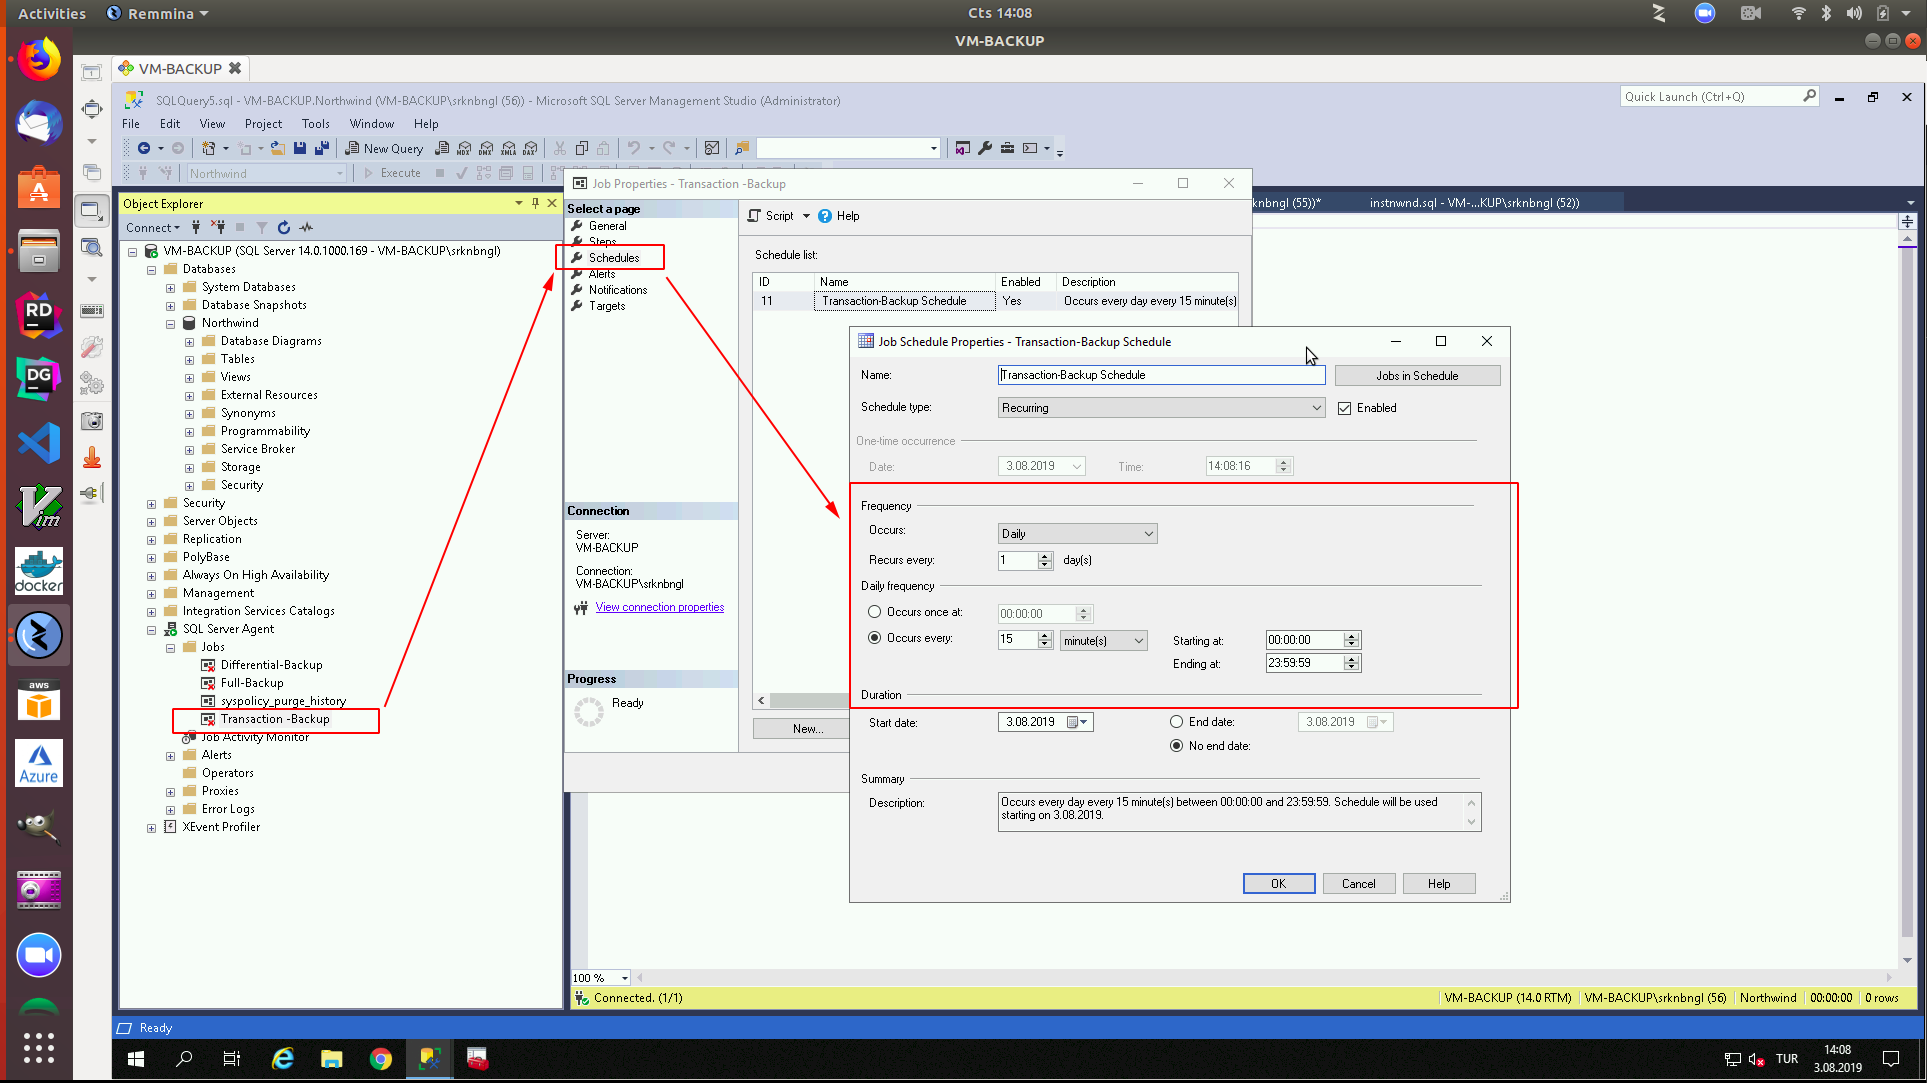 Activities Remmina Cts 14:08
VM-BACKUP
VM-BACKUP
SQLQuery5.sql - VM-BACKUP.Northwind (VM-BACKUP\srknbngl (56)) - Microsoft SQL Server Management Studio (Administrator)
Quick Launch (Ctrl+Q)
File Edit View Project Tools Window Help
New Query MDX DMX XMLA DAX
Northwind Execute
Object Explorer
Connect
VM-BACKUP (SQL Server 14.0.1000.169 - VM-BACKUP\srknbngl)
Databases
System Databases
Database Snapshots
Northwind
Database Diagrams
Tables
Views
External Resources
Synonyms
Programmability
Service Broker
Storage
Security
Security
Server Objects
Replication
PolyBase
Always On High Availability
Management
Integration Services Catalogs
SQL Server Agent
Jobs
Differential-Backup
Full-Backup
syspolicy_purge_history
Transaction -Backup
Job Activity Monitor
Alerts
Operators
Proxies
Error Logs
XEvent Profiler
Job Properties - Transaction -Backup
Select a page
General
Steps
Schedules
Alerts
Notifications
Targets
Connection
Server:
VM-BACKUP
Connection:
VM-BACKUP\srknbngl
View connection properties
Progress
Ready
Script Help
Schedule list:
ID Name Enabled Description
11 Transaction-Backup Schedule Yes Occurs every day every 15 minute(s)
New...
knbngl (55))* instnwnd.sql - VM-...KUP\srknbngl (52))
Job Schedule Properties - Transaction-Backup Schedule
Name: Transaction-Backup Schedule Jobs in Schedule
Schedule type: Recurring Enabled
One-time occurrence
Date: 3.08.2019 Time: 14:08:16
Frequency
Occurs: Daily
Recurs every: 1 day(s)
Daily frequency
Occurs once at: 00:00:00
Occurs every: 15 minute(s) Starting at: 00:00:00
Ending at: 23:59:59
Duration
Start date: 3.08.2019 End date: 3.08.2019
No end date:
Summary
Description: Occurs every day every 15 minute(s) between 00:00:00 and 23:59:59. Schedule will be used
starting on 3.08.2019.
OK Cancel Help
100 %
Connected. (1/1) VM-BACKUP (14.0 RTM) VM-BACKUP\srknbngl (56) Northwind 00:00:00 0 rows
Ready
TUR 14:08
3.08.2019
RD
DG
Vim
docker
aws
Azure